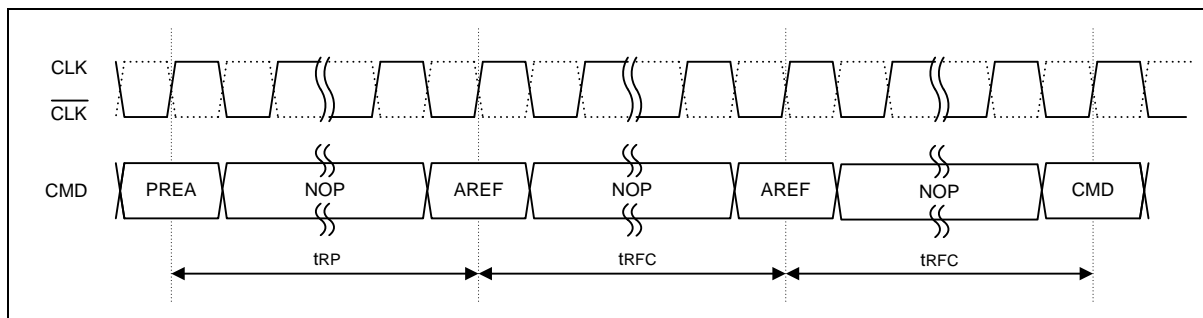 CLK
CLK
CMD
PREA NOP AREF NOP AREF NOP CMD
tRP tRFC tRFC